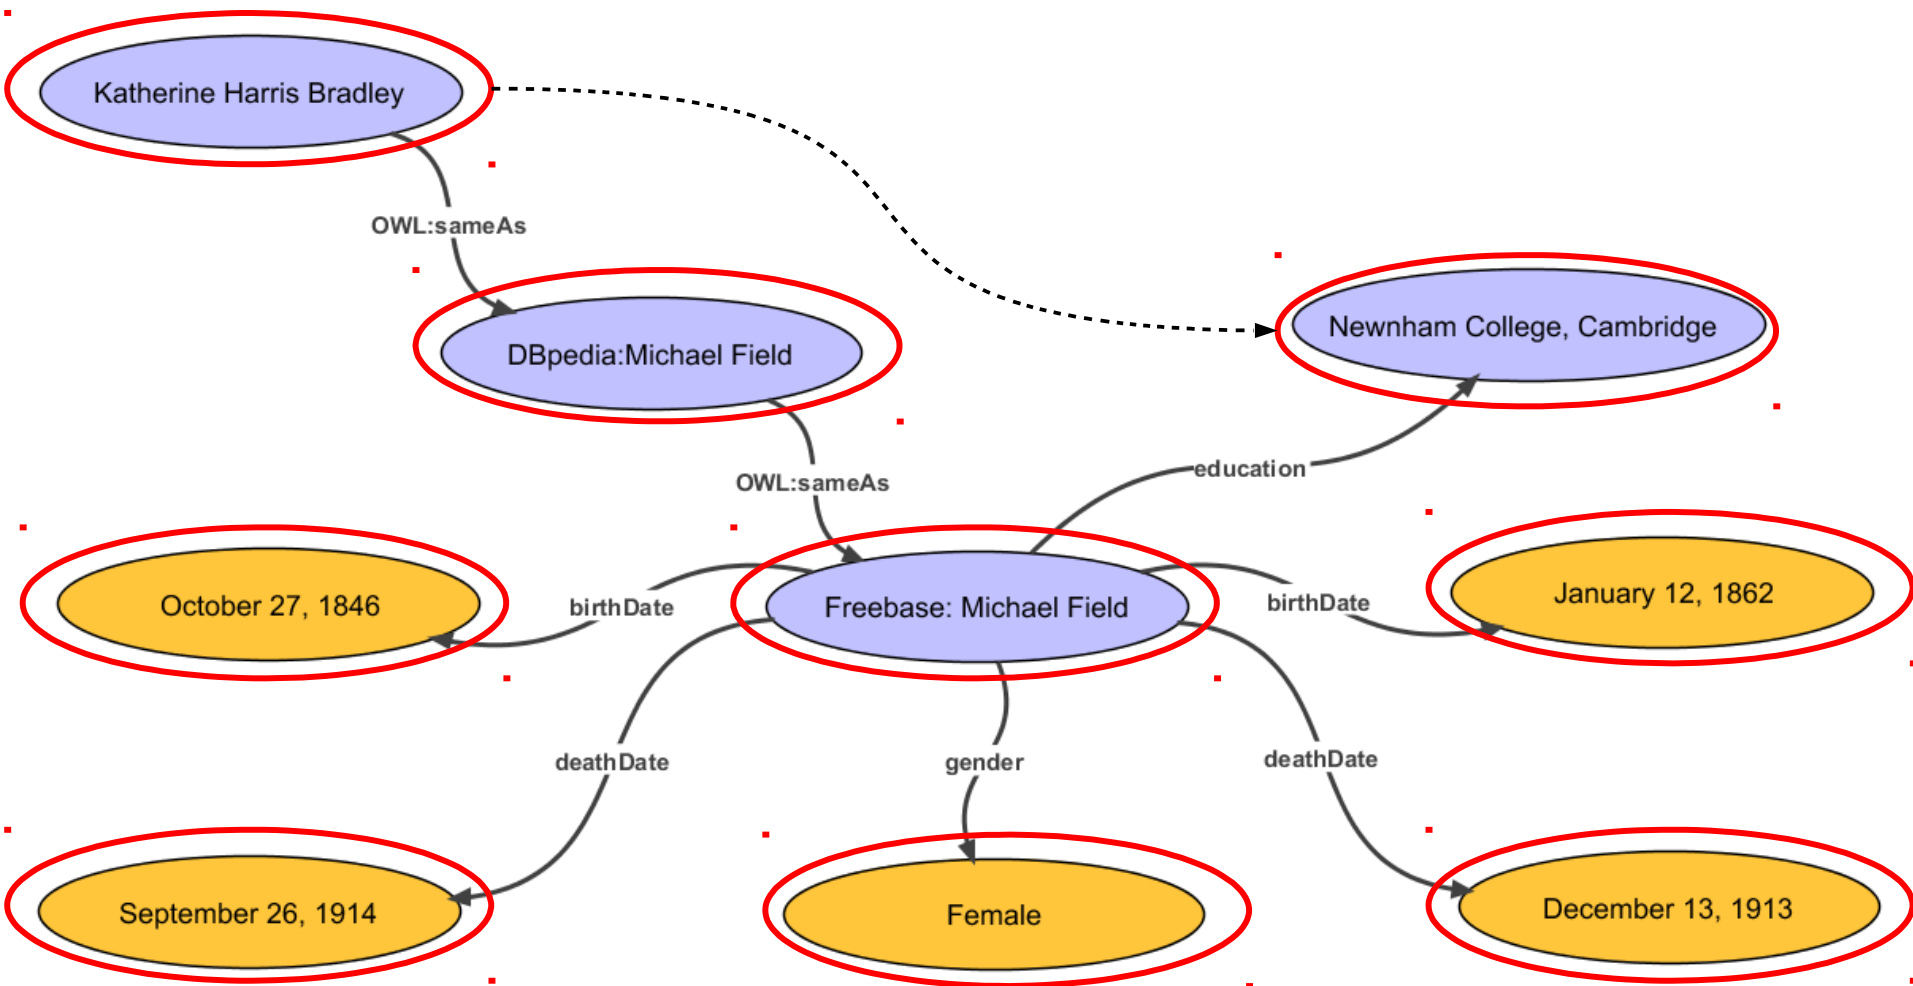 Katherine Harris Bradley
OWL:sameAs
DBpedia:Michael Field
Newnham College, Cambridge
OWL:sameAs
education
October 27, 1846
birthDate
Freebase: Michael Field
birthDate
January 12, 1862
deathDate
gender
deathDate
September 26, 1914
Female
December 13, 1913